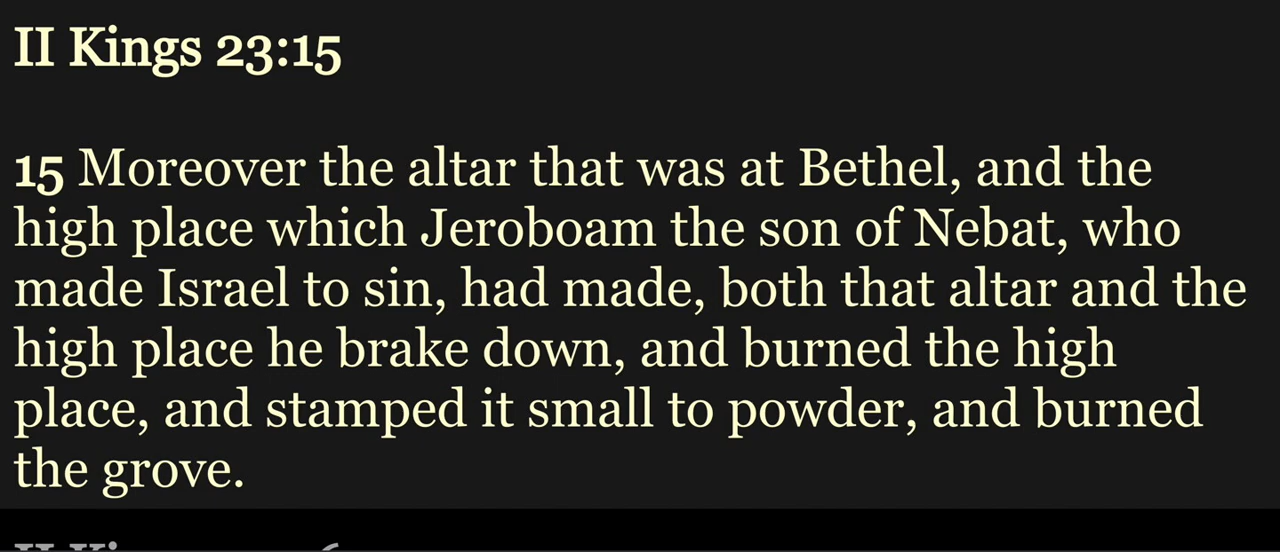 II Kings 23:15
15 Moreover the altar that was at Bethel, and the
high place which Jeroboam the son of Nebat, who
made Israel to sin, had made, both that altar and the
high place he brake down, and burned the high
place, and stamped it small to powder, and burned
the grove.